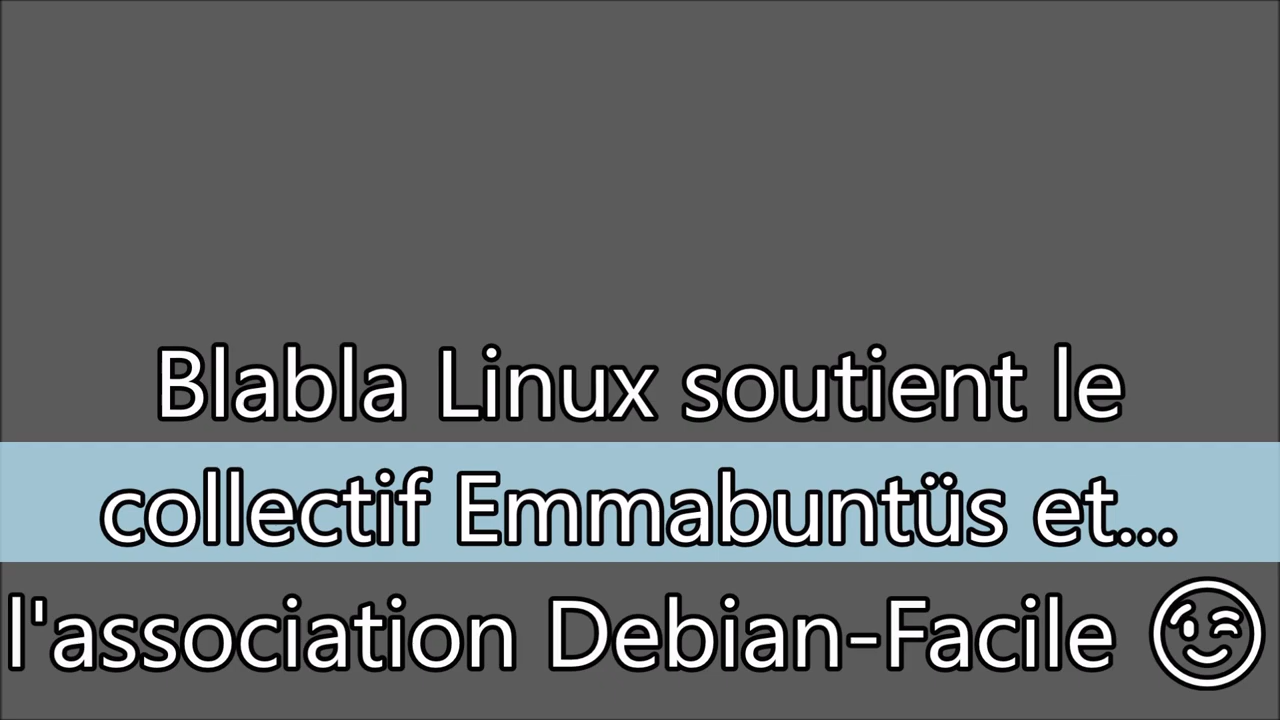 Blabla Linux soutient le
collectif Emmabuntüs et...
l'association Debian-Facile 😉